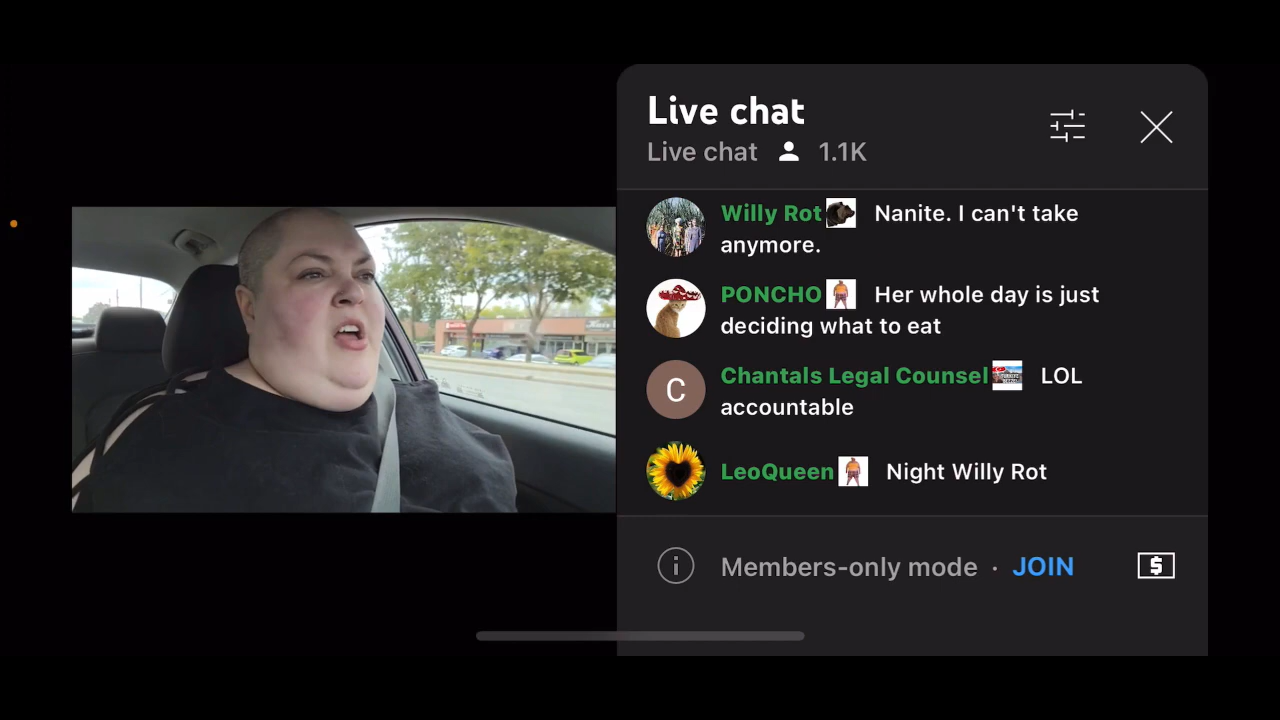 Live chat
Live chat 1.1K
Willy Rot Nanite. I can't take
anymore.
PONCHO Her whole day is just
deciding what to eat
Chantals Legal Counsel LOL
accountable
C
LeoQueen Night Willy Rot
Members-only mode · JOIN
$